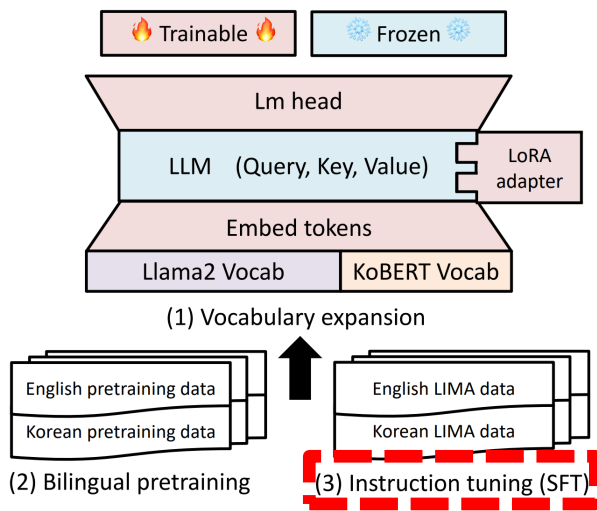 Trainable
Frozen
Lm head
LLM (Query, Key, Value)
LoRA
adapter
Embed tokens
Llama2 Vocab
KoBERT Vocab
(1) Vocabulary expansion
English pretraining data
Korean pretraining data
English LIMA data
Korean LIMA data
(2) Bilingual pretraining
(3) Instruction tuning (SFT)